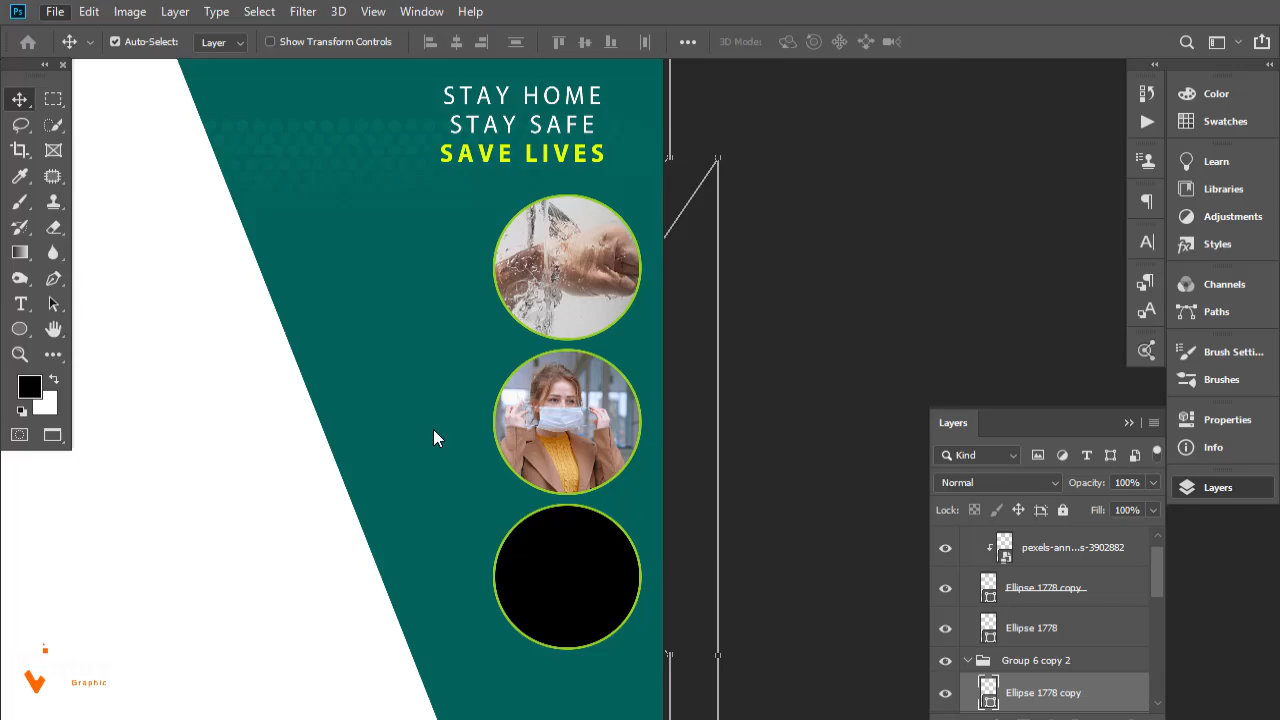 Ps File Edit Image Layer Type Select Filter 3D View Window Help
Auto-Select: Layer Show Transform Controls 3D Mode:
STAY HOME
STAY SAFE
SAVE LIVES
Graphic
Color
Swatches
Learn
Libraries
Adjustments
Styles
Channels
Paths
Brush Setti...
Brushes
Properties
Info
Layers
Layers
Kind
Normal Opacity: 100%
Lock: Fill: 100%
pexels-ann...s-3902882
Ellipse 1778 copy
Ellipse 1778
Group 6 copy 2
Ellipse 1778 copy